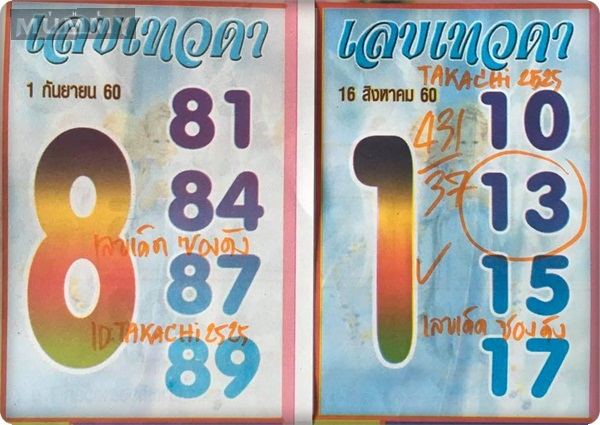 เลขเทวดา
1 กันยายน 60
8
81
84
87
89
เลขเด็ด ซองดัง
ID:TAKACHi 2525
เลขเทวดา
TAKACHi 2525
16 สิงหาคม 60
1
431
37
10
13
15
17
เลขเด็ด ซองดัง